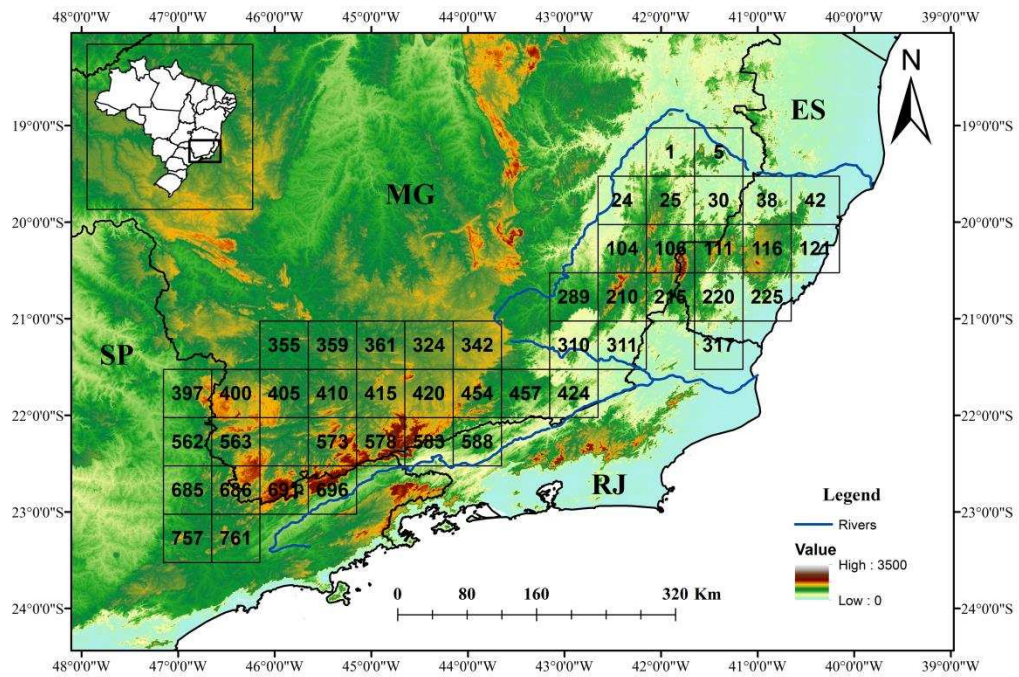 48°0'0"W 47°0'0"W 46°0'0"W 45°0'0"W 44°0'0"W 43°0'0"W 42°0'0"W 41°0'0"W 40°0'0"W 39°0'0"W
N
ES
19°0'0"S 19°0'0"S
1 5
MG
24 25 30 38 42
20°0'0"S 20°0'0"S
104 106 111 116 121
289 210 215 220 225
21°0'0"S 21°0'0"S
SP
355 359 361 324 342 310 311 317
397 400 405 410 415 420 454 457 424
22°0'0"S 22°0'0"S
562 563 573 578 583 588
685 686 691 696
RJ
Legend
23°0'0"S 23°0'0"S
Rivers
757 761
Value
High : 3500
Low : 0
0 80 160 320 Km
24°0'0"S 24°0'0"S
48°0'0"W 47°0'0"W 46°0'0"W 45°0'0"W 44°0'0"W 43°0'0"W 42°0'0"W 41°0'0"W 40°0'0"W 39°0'0"W